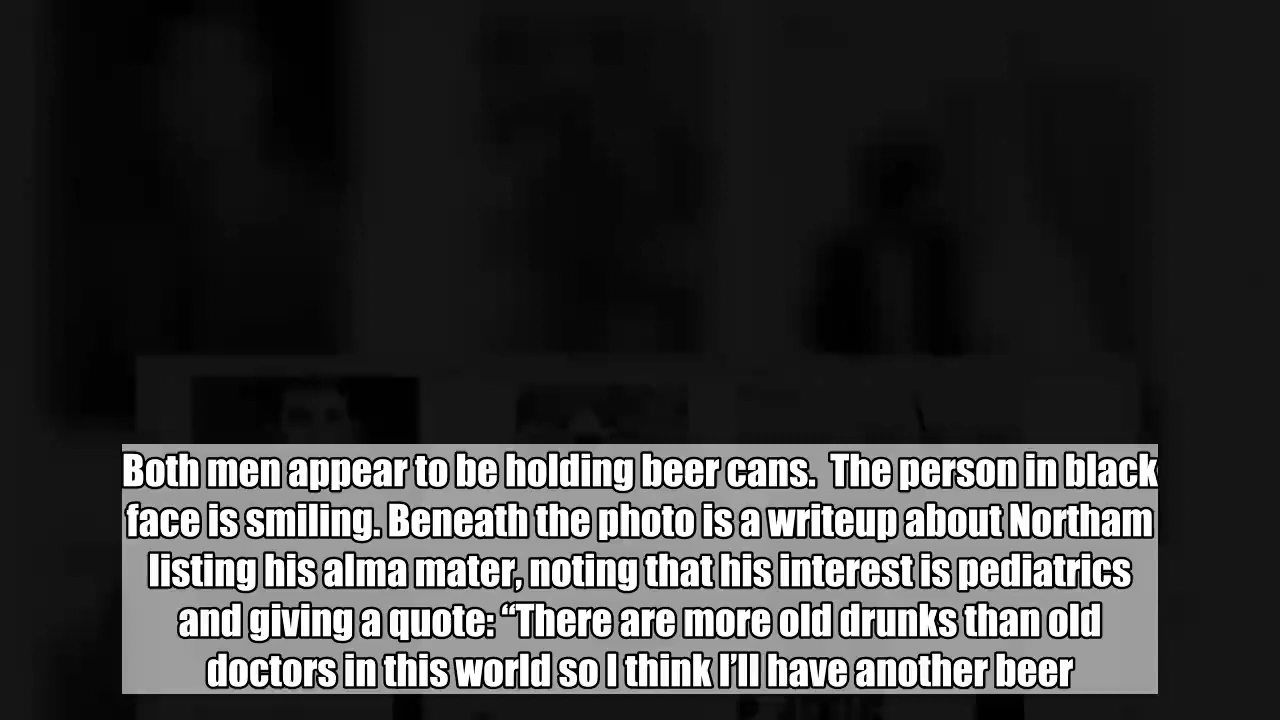 Both men appear to be holding beer cans.  The person in black
face is smiling. Beneath the photo is a writeup about Northam
listing his alma mater, noting that his interest is pediatrics
and giving a quote: “There are more old drunks than old
doctors in this world so I think I’ll have another beer